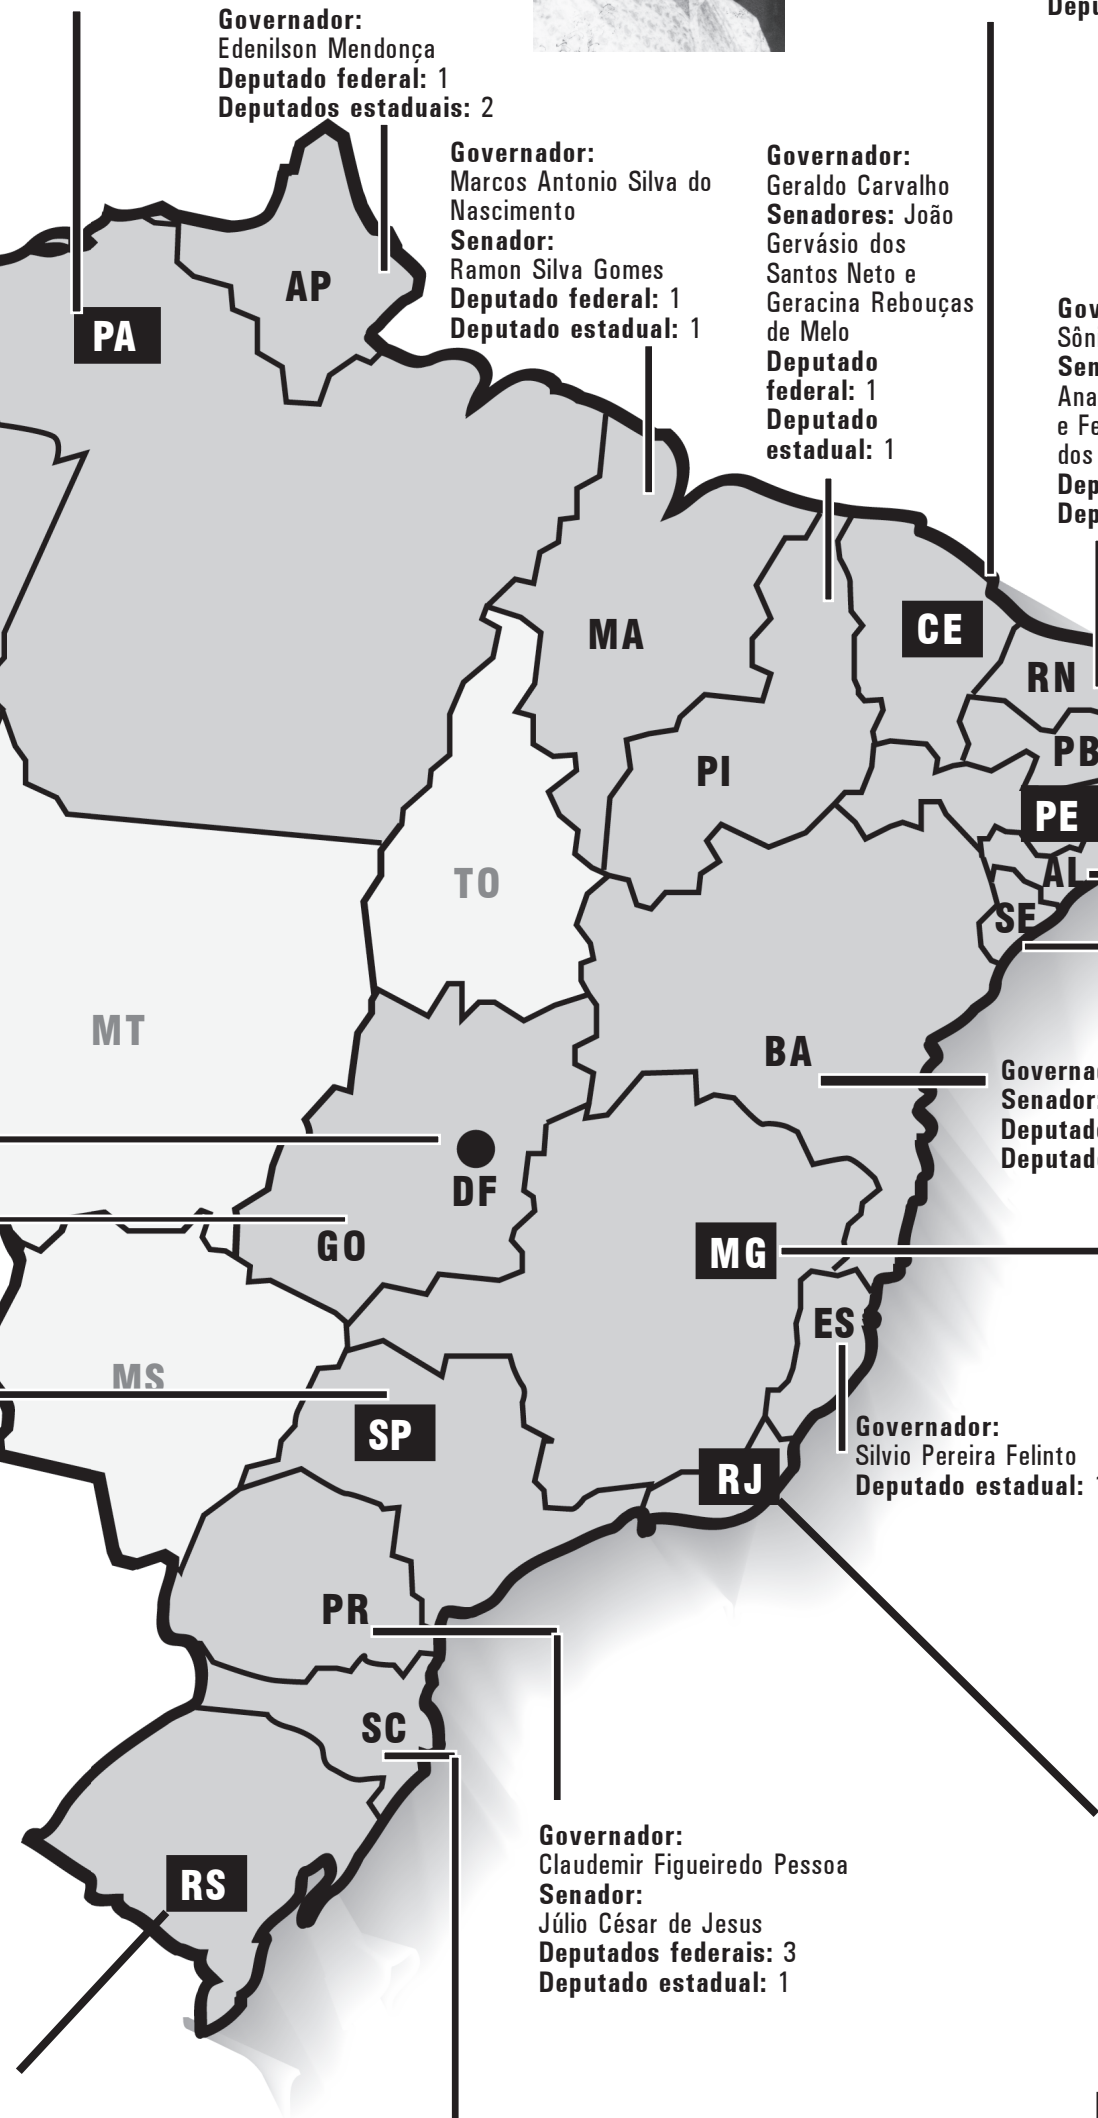 Governador:
Edenilson Mendonça
Deputado federal: 1
Deputados estaduais: 2
Governador:
Marcos Antonio Silva do
Nascimento
Senador:
Ramon Silva Gomes
Deputado federal: 1
Deputado estadual: 1
Governador:
Geraldo Carvalho
Senadores: João
Gervásio dos
Santos Neto e
Geracina Rebouças
de Melo
Deputado
federal: 1
Deputado
estadual: 1
e
dos
AP
PA
MA
CE
RN
PB
PI
PE
AL
SE
TO
MT
BA
DF
GO
MG
MS
ES
SP
RJ
Governador:
Silvio Pereira Felinto
Deputado estadual:
PR
SC
RS
Governador:
Claudemir Figueiredo Pessoa
Senador:
Júlio César de Jesus
Deputados federais: 3
Deputado estadual: 1